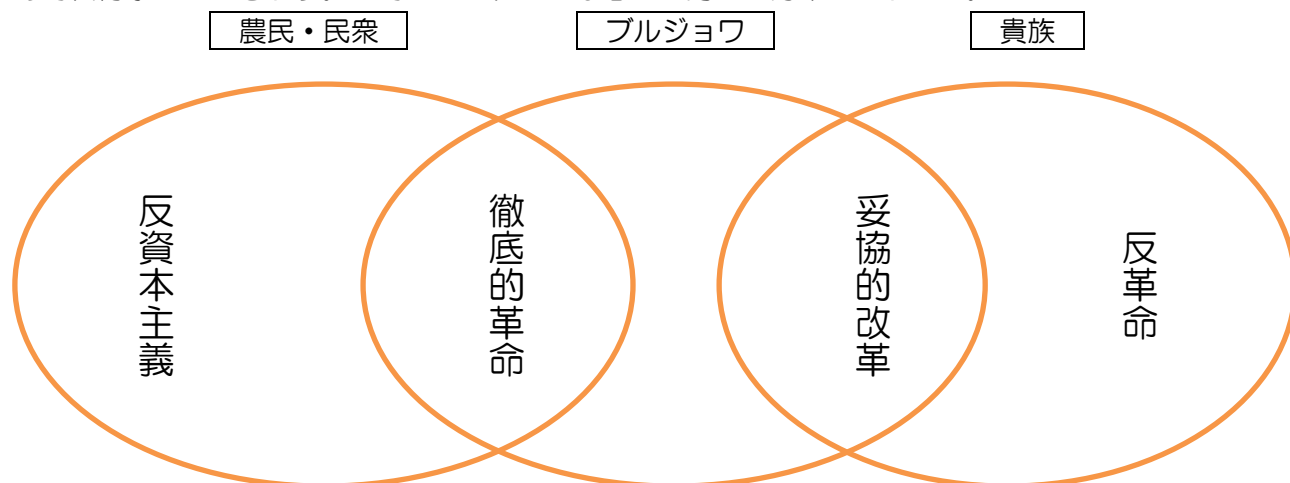 農民・民衆
ブルジョワ
貴族
反資本主義
徹底的革命
妥協的改革
反革命